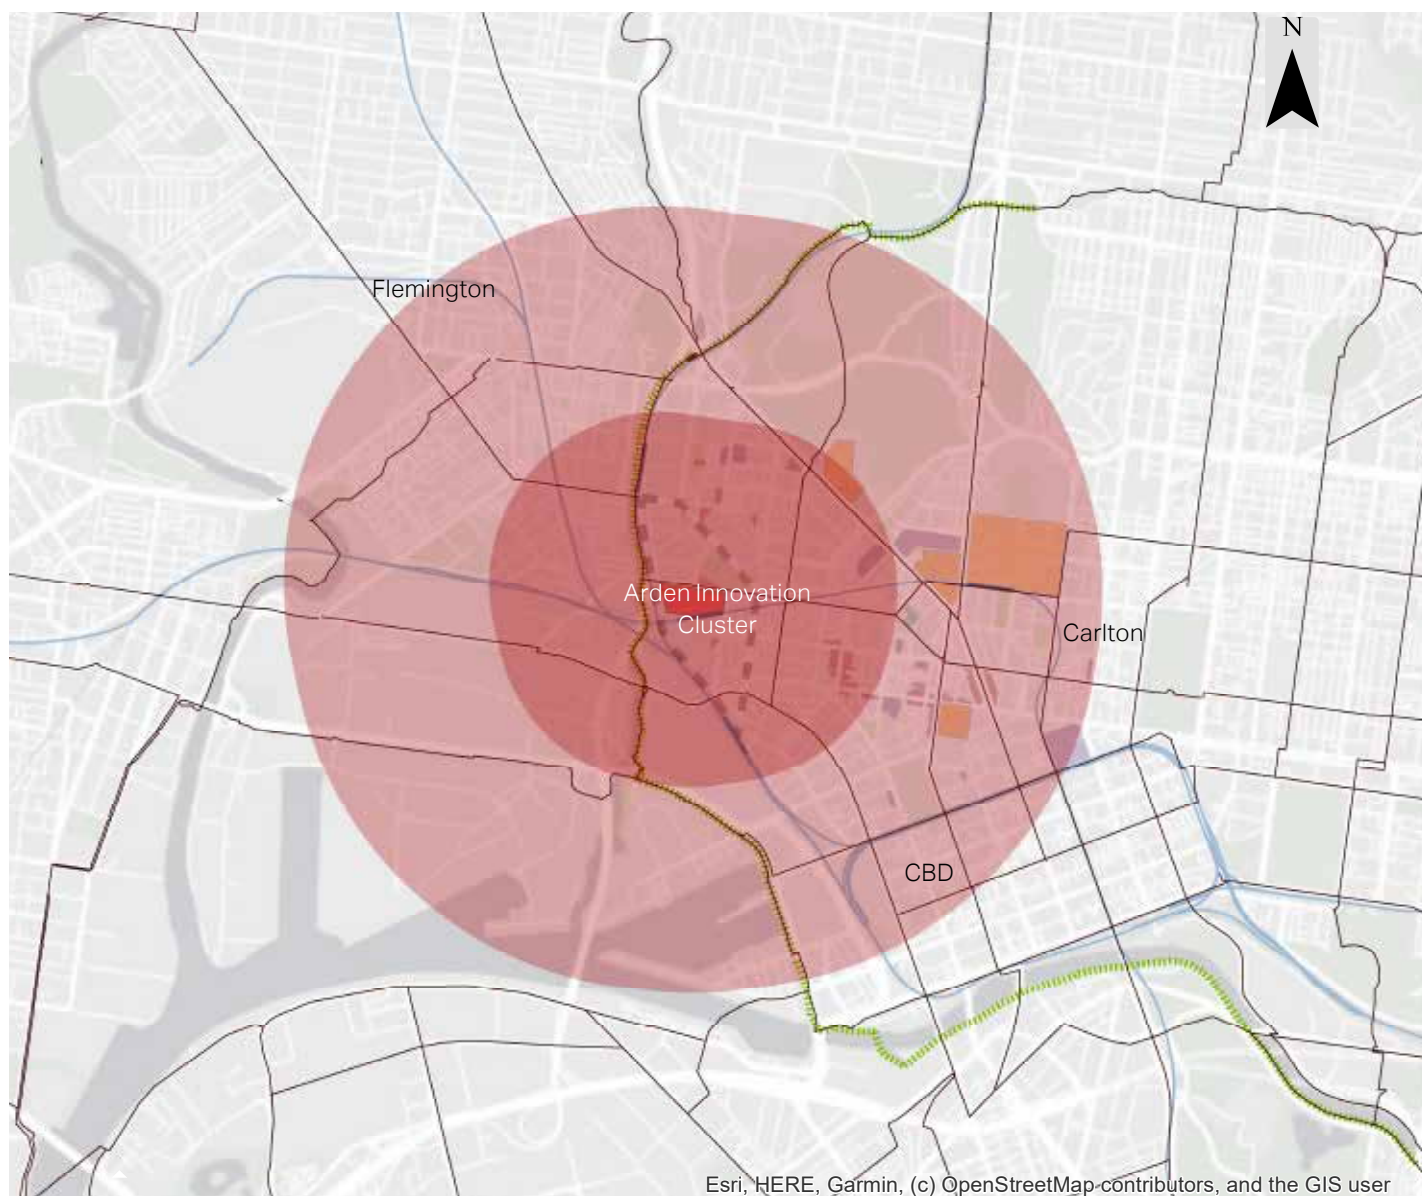 N
Flemington
Arden Innovation
Cluster
Carlton
CBD
Esri, HERE, Garmin, (c) OpenStreetMap contributors, and the GIS user